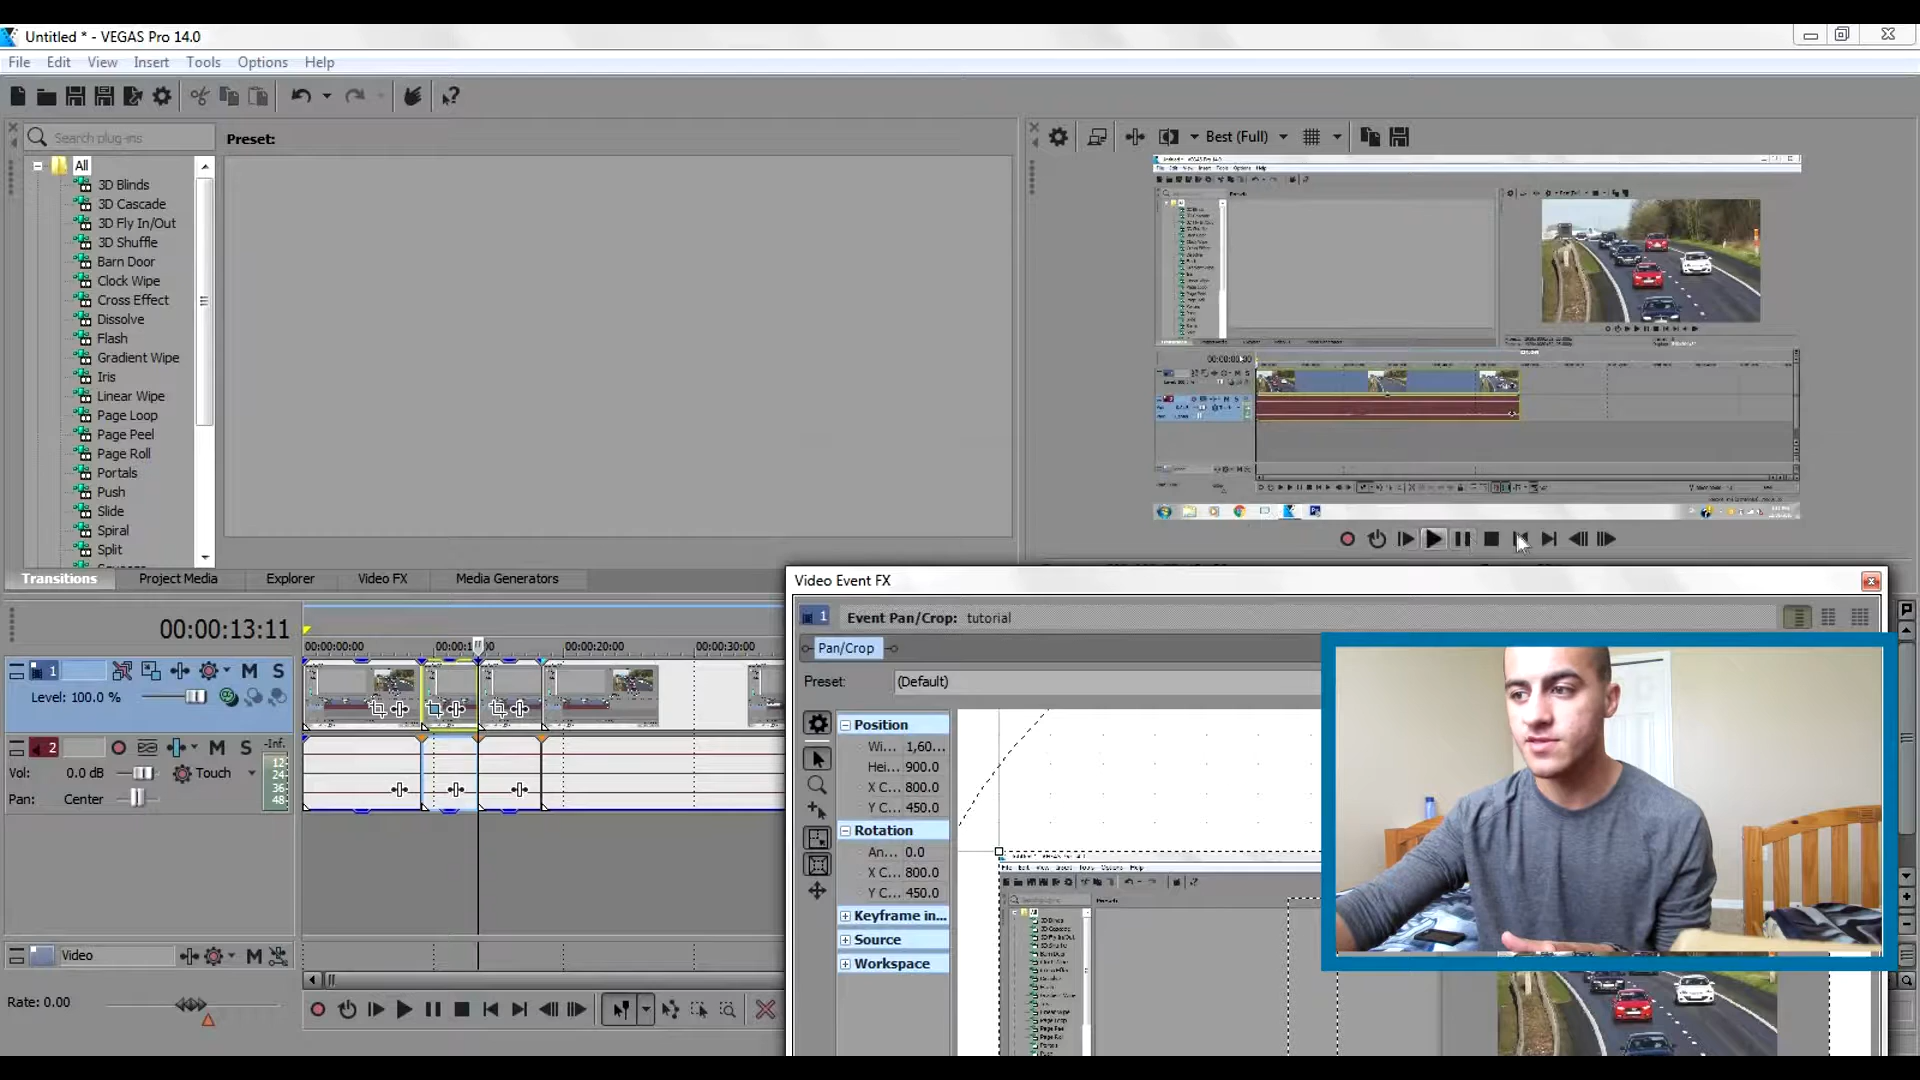 Untitled * - VEGAS Pro 14.0
File Edit View Insert Tools Options Help
Search plug-ins
Preset:
Best (Full)
All
3D Blinds
3D Cascade
3D Fly In/Out
3D Shuffle
Barn Door
Clock Wipe
Cross Effect
Dissolve
Flash
Gradient Wipe
Iris
Linear Wipe
Page Loop
Page Peel
Page Roll
Portals
Push
Slide
Spiral
Split
Transitions Project Media Explorer Video FX Media Generators
00:00:13:11
00:00:00:00 00:00:20:00 00:00:30:00
1 M S
Level: 100.0 %
2 M S -Inf.
Vol: 0.0 dB Touch
Pan: Center
12
24
36
48
Video M
Rate: 0.00
Video Event FX
1 Event Pan/Crop: tutorial
Pan/Crop
Preset: (Default)
Position
Wi... 1,60...
Hei... 900.0
X C... 800.0
Y C... 450.0
Rotation
An... 0.0
X C... 800.0
Y C... 450.0
Keyframe in...
Source
Workspace